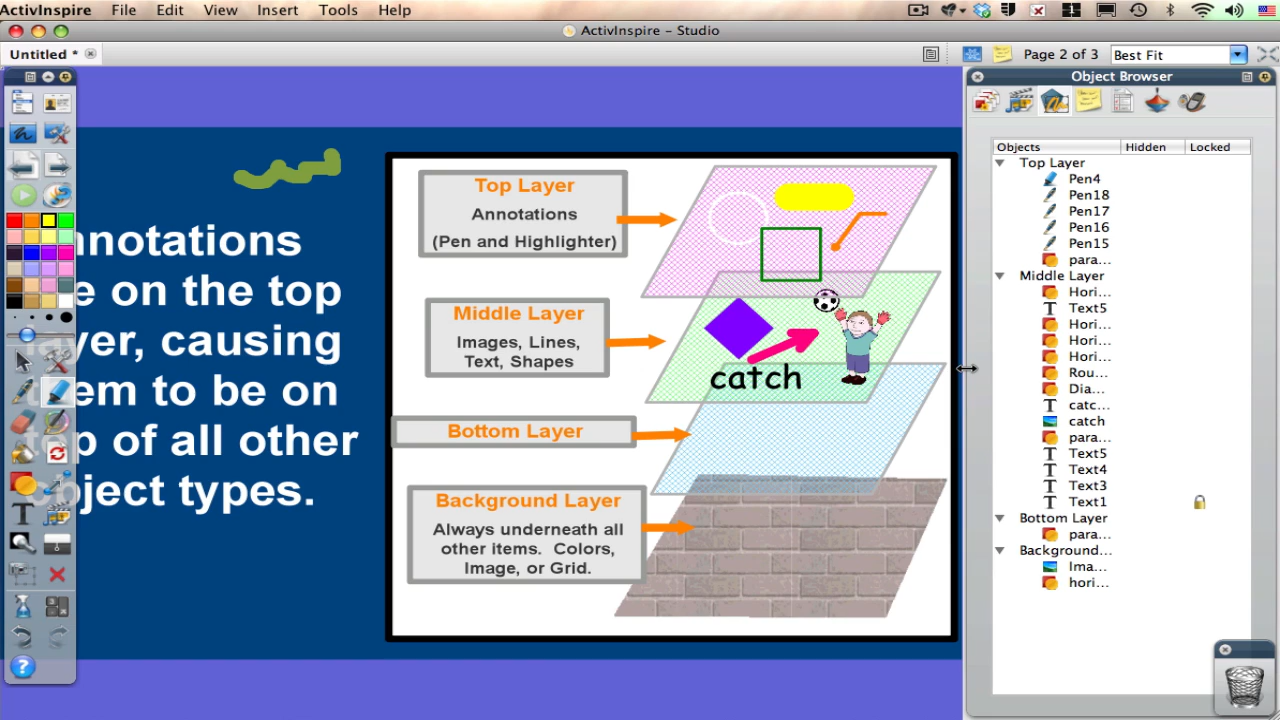 ActivInspire File Edit View Insert Tools Help
ActivInspire – Studio
Untitled *
Page 2 of 3
Best Fit
nnotations
e on the top
yer, causing
em to be on
p of all other
ject types.
Top Layer
Annotations
(Pen and Highlighter)
Middle Layer
Images, Lines,
Text, Shapes
Bottom Layer
Background Layer
Always underneath all
other items. Colors,
Image, or Grid.
catch
Object Browser
Objects Hidden Locked
Top Layer
Pen4
Pen18
Pen17
Pen16
Pen15
para...
Middle Layer
Hori...
Text5
Hori...
Hori...
Hori...
Rou...
Dia...
catc...
catch
para...
Text5
Text4
Text3
Text1
Bottom Layer
para...
Background...
Ima...
hori...